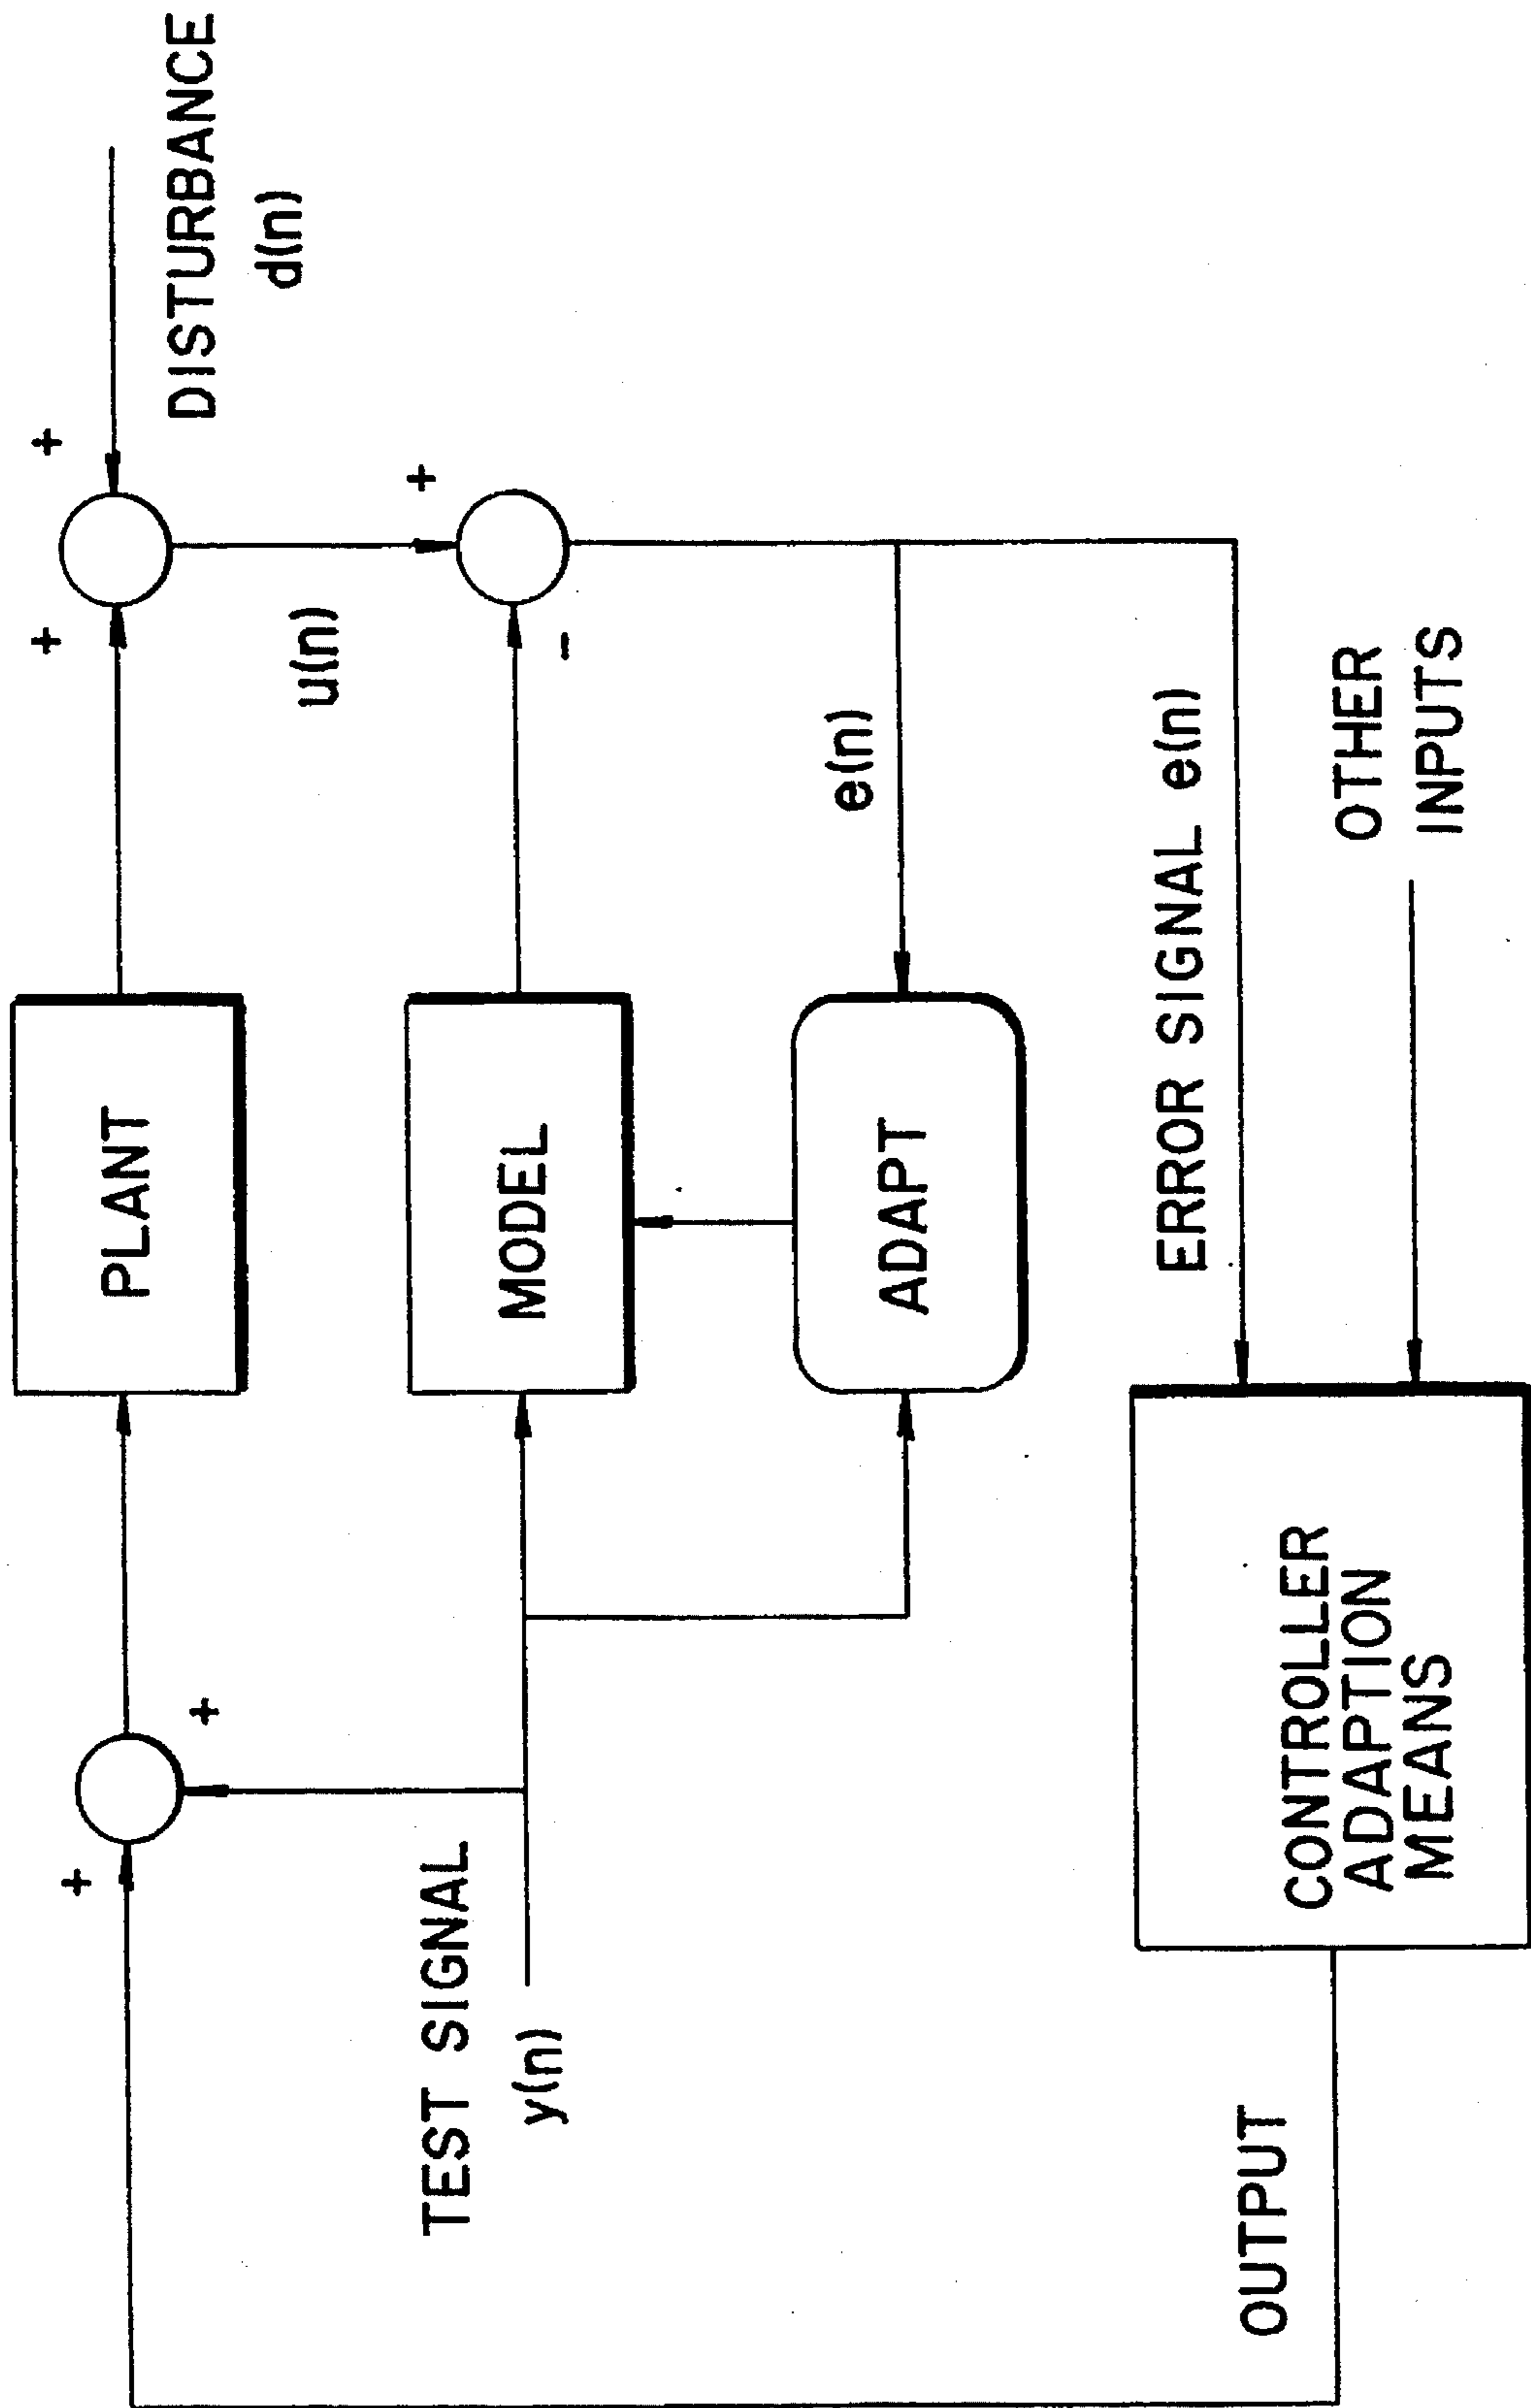 PLANT
+
+
DISTURBANCE
d(n)
u(n)
+
+
+
TEST SIGNAL
y(n)
MODEL
-
e(n)
ADAPT
ERROR SIGNAL e(n)
OTHER
INPUTS
CONTROLLER
ADAPTION
MEANS
OUTPUT